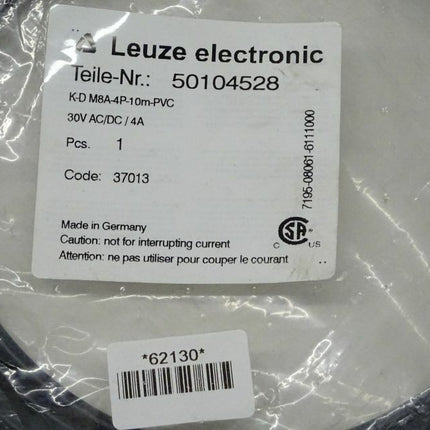 Leuze electronic
Teile-Nr.: 50104528
K-D M8A-4P-10m-PVC
30V AC/DC / 4A
Pcs. 1
Code: 37013
7195-08061-6111000
Made in Germany
Caution: not for interrupting current
Attention: ne pas utiliser pour couper le courant
C SA US
*62130*